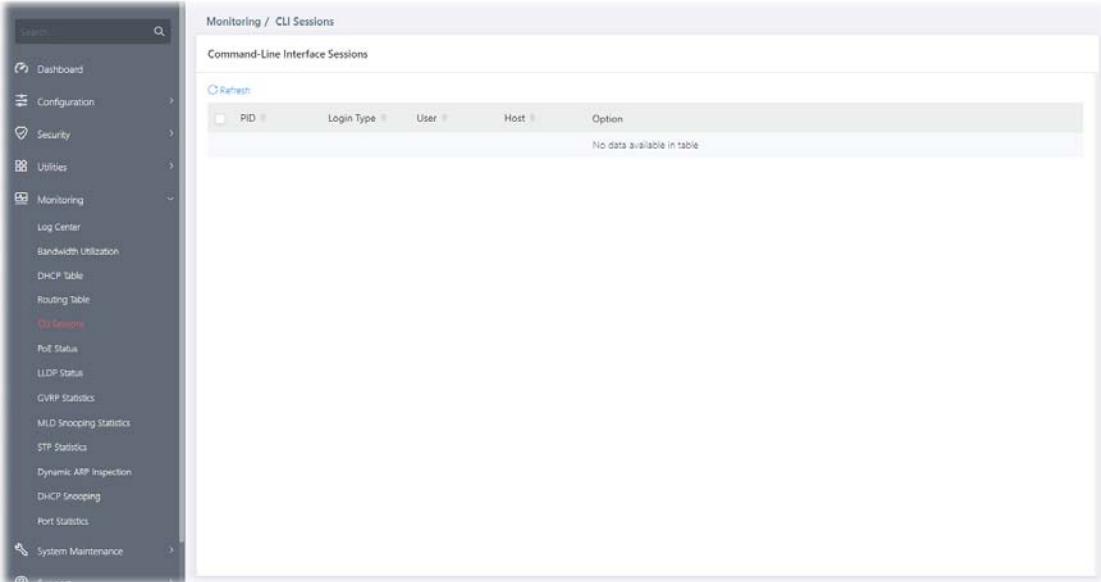 Search...
Dashboard
Configuration
Security
Utilities
Monitoring
Log Center
Bandwidth Utilization
DHCP Table
Routing Table
CLI Sessions
PoE Status
LLDP Status
GVRP Statistics
MLD Snooping Statistics
STP Statistics
Dynamic ARP Inspection
DHCP Snooping
Port Statistics
System Maintenance
Monitoring / CLI Sessions
Command-Line Interface Sessions
Refresh
PID Login Type User Host Option
No data available in table